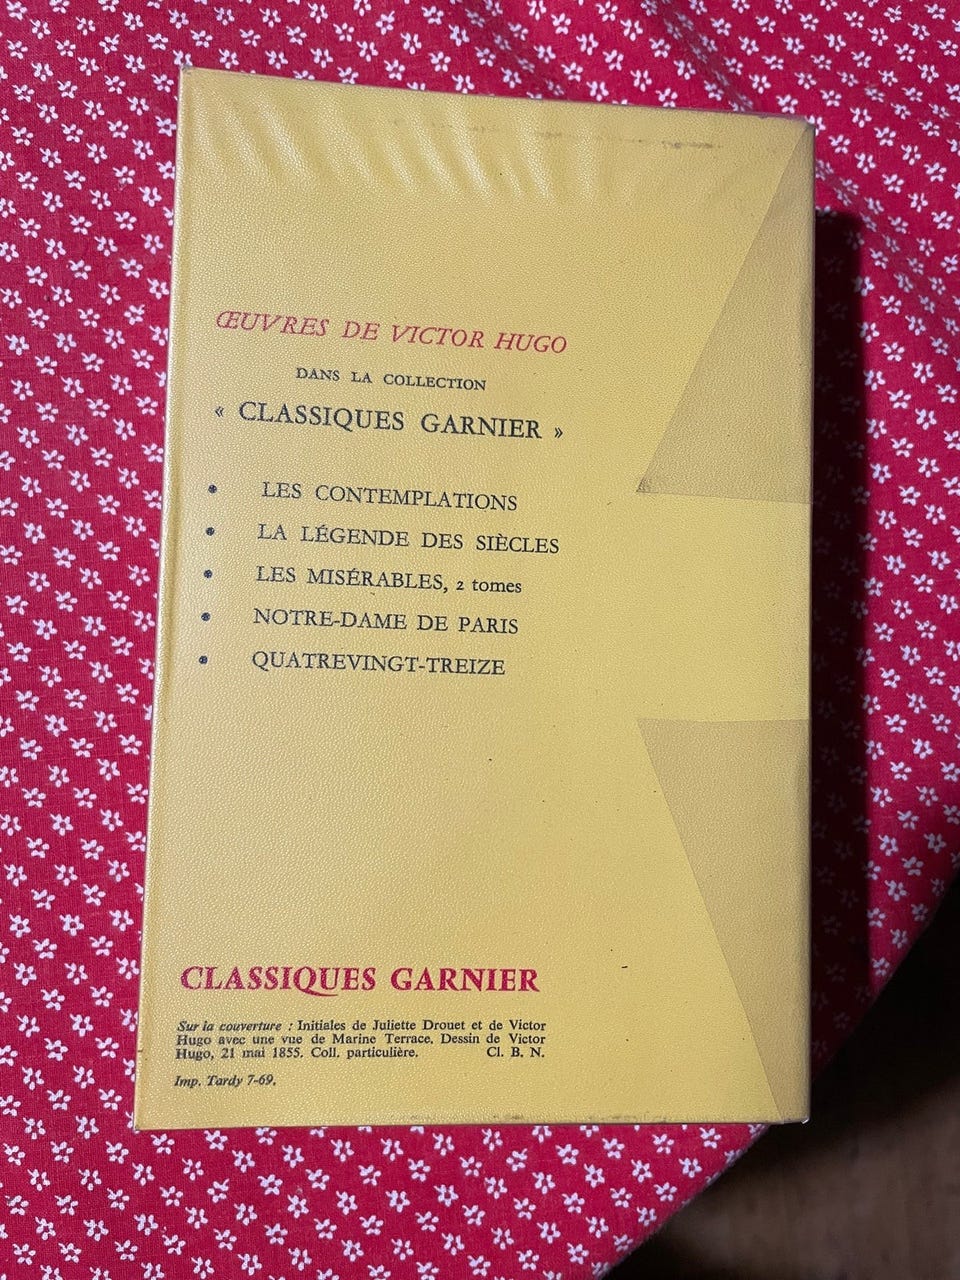 ŒUVRES DE VICTOR HUGO
DANS LA COLLECTION
« CLASSIQUES GARNIER »
• LES CONTEMPLATIONS
• LA LÉGENDE DES SIÈCLES
• LES MISÉRABLES, 2 tomes
• NOTRE-DAME DE PARIS
• QUATREVINGT-TREIZE
CLASSIQUES GARNIER
Sur la couverture : Initiales de Juliette Drouet et de Victor
Hugo avec une vue de Marine Terrace. Dessin de Victor
Hugo, 21 mai 1855. Coll. particulière. Cl. B. N.
Imp. Tardy 7-69.